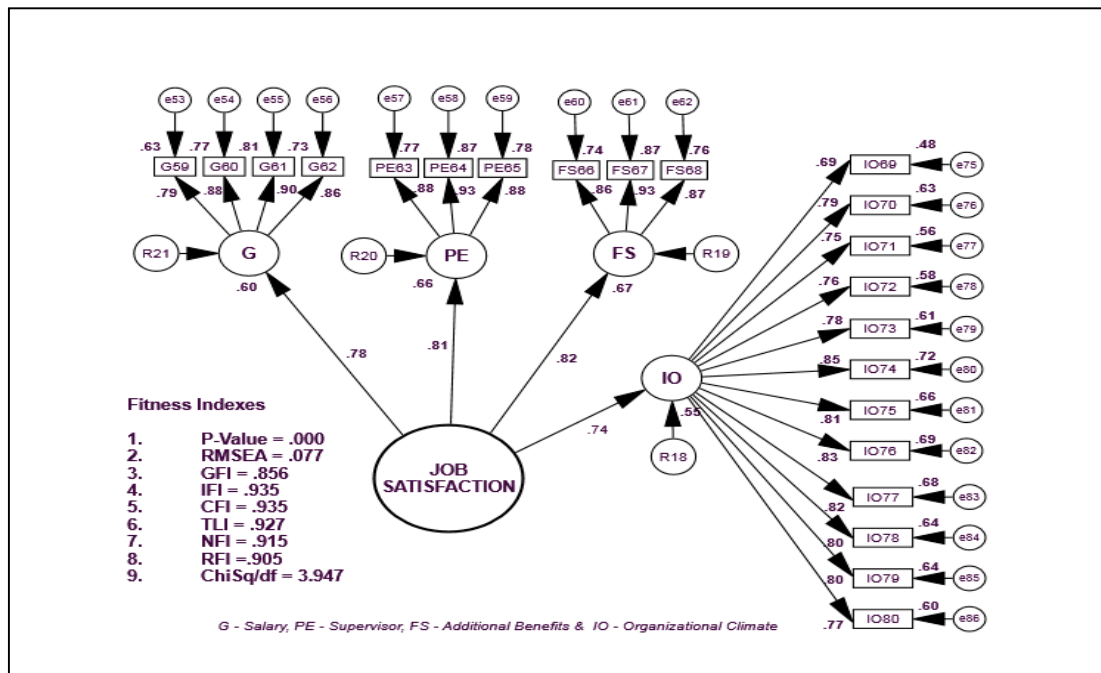 e53 e54 e55 e56 e57 e58 e59 e60 e61 e62
.63 .77 .81 .73 .77 .87 .78 .74 .87 .76
G59 G60 G61 G62 PE63 PE64 PE65 FS66 FS67 FS68
.79 .88 .90 .86 .88 .93 .88 .86 .93 .87
R21 G R20 PE FS R19
.60 .66 .67
.78 .81 .82 .74
IO
.55
R18
.69 IO69 .48 e75
.79 IO70 .63 e76
.75 IO71 .56 e77
.76 IO72 .58 e78
.78 IO73 .61 e79
.85 IO74 .72 e80
.81 IO75 .66 e81
.83 IO76 .69 e82
.82 IO77 .68 e83
.80 IO78 .64 e84
.80 IO79 .64 e85
.77 IO80 .60 e86
JOB
SATISFACTION
Fitness Indexes
1. P-Value = .000
2. RMSEA = .077
3. GFI = .856
4. IFI = .935
5. CFI = .935
6. TLI = .927
7. NFI = .915
8. RFI =.905
9. ChiSq/df = 3.947
G - Salary, PE - Supervisor, FS - Additional Benefits & IO - Organizational Climate